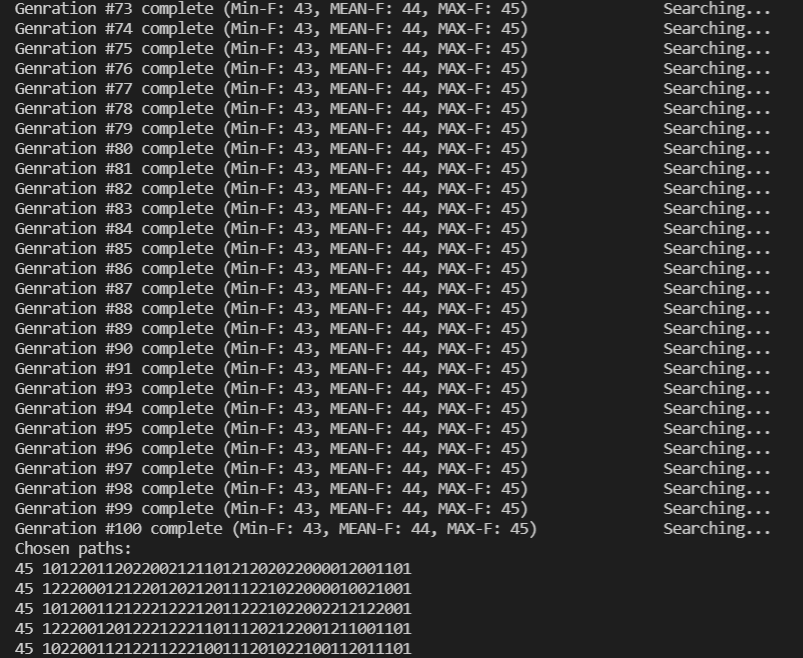 Genration #73 complete (Min-F: 43, MEAN-F: 44, MAX-F: 45) Searching...
Genration #74 complete (Min-F: 43, MEAN-F: 44, MAX-F: 45) Searching...
Genration #75 complete (Min-F: 43, MEAN-F: 44, MAX-F: 45) Searching...
Genration #76 complete (Min-F: 43, MEAN-F: 44, MAX-F: 45) Searching...
Genration #77 complete (Min-F: 43, MEAN-F: 44, MAX-F: 45) Searching...
Genration #78 complete (Min-F: 43, MEAN-F: 44, MAX-F: 45) Searching...
Genration #79 complete (Min-F: 43, MEAN-F: 44, MAX-F: 45) Searching...
Genration #80 complete (Min-F: 43, MEAN-F: 44, MAX-F: 45) Searching...
Genration #81 complete (Min-F: 43, MEAN-F: 44, MAX-F: 45) Searching...
Genration #82 complete (Min-F: 43, MEAN-F: 44, MAX-F: 45) Searching...
Genration #83 complete (Min-F: 43, MEAN-F: 44, MAX-F: 45) Searching...
Genration #84 complete (Min-F: 43, MEAN-F: 44, MAX-F: 45) Searching...
Genration #85 complete (Min-F: 43, MEAN-F: 44, MAX-F: 45) Searching...
Genration #86 complete (Min-F: 43, MEAN-F: 44, MAX-F: 45) Searching...
Genration #87 complete (Min-F: 43, MEAN-F: 44, MAX-F: 45) Searching...
Genration #88 complete (Min-F: 43, MEAN-F: 44, MAX-F: 45) Searching...
Genration #89 complete (Min-F: 43, MEAN-F: 44, MAX-F: 45) Searching...
Genration #90 complete (Min-F: 43, MEAN-F: 44, MAX-F: 45) Searching...
Genration #91 complete (Min-F: 43, MEAN-F: 44, MAX-F: 45) Searching...
Genration #93 complete (Min-F: 43, MEAN-F: 44, MAX-F: 45) Searching...
Genration #94 complete (Min-F: 43, MEAN-F: 44, MAX-F: 45) Searching...
Genration #95 complete (Min-F: 43, MEAN-F: 44, MAX-F: 45) Searching...
Genration #96 complete (Min-F: 43, MEAN-F: 44, MAX-F: 45) Searching...
Genration #97 complete (Min-F: 43, MEAN-F: 44, MAX-F: 45) Searching...
Genration #98 complete (Min-F: 43, MEAN-F: 44, MAX-F: 45) Searching...
Genration #99 complete (Min-F: 43, MEAN-F: 44, MAX-F: 45) Searching...
Genration #100 complete (Min-F: 43, MEAN-F: 44, MAX-F: 45) Searching...
Chosen paths:
45 10122011202200212110121202022000012001101
45 12220001212201202120111221022000010021001
45 10120011212221222120112221022002212122001
45 12220012012221222110111202122001211001101
45 10220011212211222100111201022100112011101